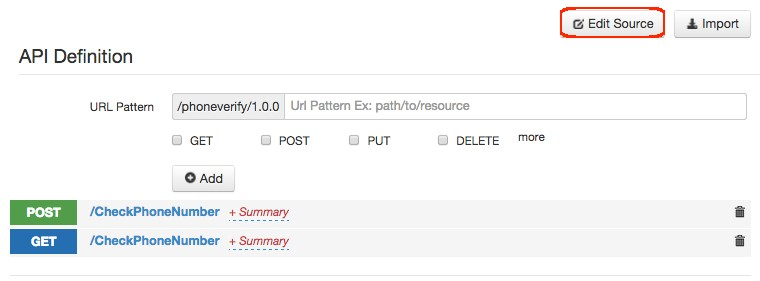 Edit Source Import
API Definition
URL Pattern /phoneverify/1.0.0 Url Pattern Ex: path/to/resource
GET POST PUT DELETE more
Add
POST /CheckPhoneNumber + Summary
GET /CheckPhoneNumber + Summary